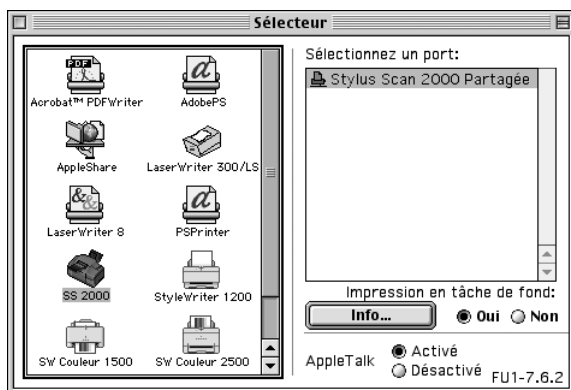 Sélecteur
PDF
Acrobat™ PDFWriter
AdobePS
AppleShare
LaserWriter 300/LS
LaserWriter 8
PSPrinter
SS 2000
StyleWriter 1200
SW Couleur 1500
SW Couleur 2500
Sélectionnez un port:
Stylus Scan 2000 Partagée
Impression en tâche de fond:
Info... Oui Non
AppleTalk Activé
Désactivé
FU1-7.6.2